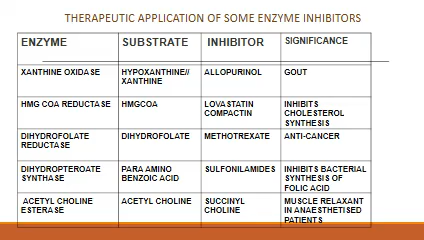 THERAPEUTIC APPLICATION OF SOME ENZYME INHIBITORS
ENZYME SUBSTRATE INHIBITOR SIGNIFICANCE
XANTHINE OXIDASE HYPOXANTHINE// ALLOPURINOL GOUT
XANTHINE
HMG COA REDUCTASE HMGCOA LOVASTATIN INHIBITS
COMPACTIN CHOLESTEROL
SYNTHESIS
DIHYDROFOLATE DIHYDROFOLATE METHOTREXATE ANTI-CANCER
REDUCTASE
DIHYDROPTEROATE PARA AMINO SULFONILAMIDES INHIBITS BACTERIAL
SYNTHASE BENZOIC ACID SYNTHESIS OF
FOLIC ACID
ACETYL CHOLINE ACETYL CHOLINE SUCCINYL MUSCLE RELAXANT
ESTERASE CHOLINE IN ANAESTHETISED
PATIENTS